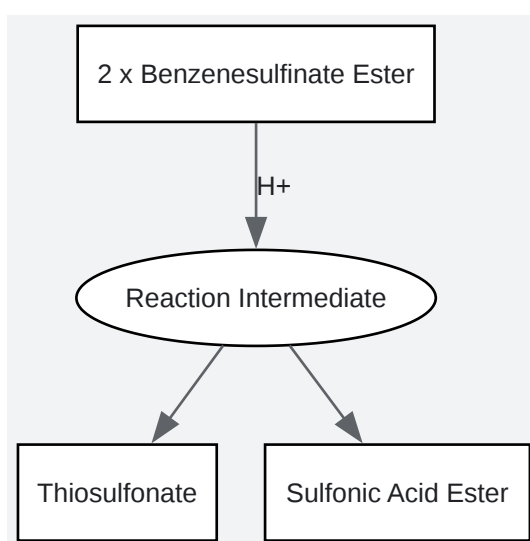 2 x Benzenesulfinate Ester
H+
Reaction Intermediate
Thiosulfonate
Sulfonic Acid Ester